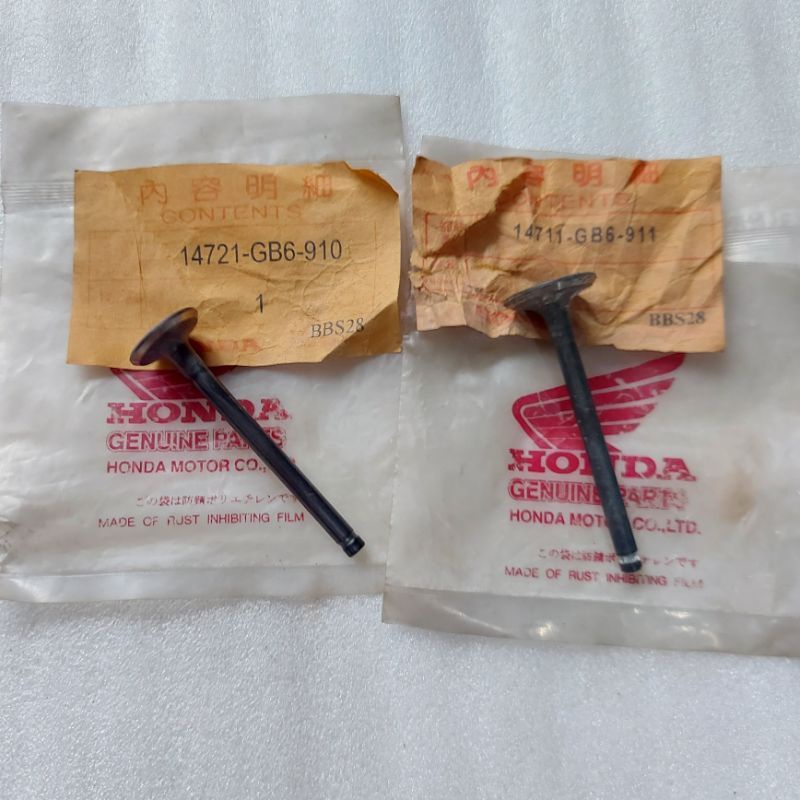 內容明細
CONTENTS
14721-GB6-910
1
BBS28
HONDA
HONDA
GENUINE PARTS
HONDA MOTOR CO.,
この袋は防錆ポリエチレンです
MADE OF RUST INHIBITING FILM
內容明細
CONTENTS
14711-GB6-911
BBS28
HONDA
GENUINE PARTS
HONDA MOTOR CO.,LTD.
この袋は防錆ポリエチレンです
MADE OF RUST INHIBITING FILM